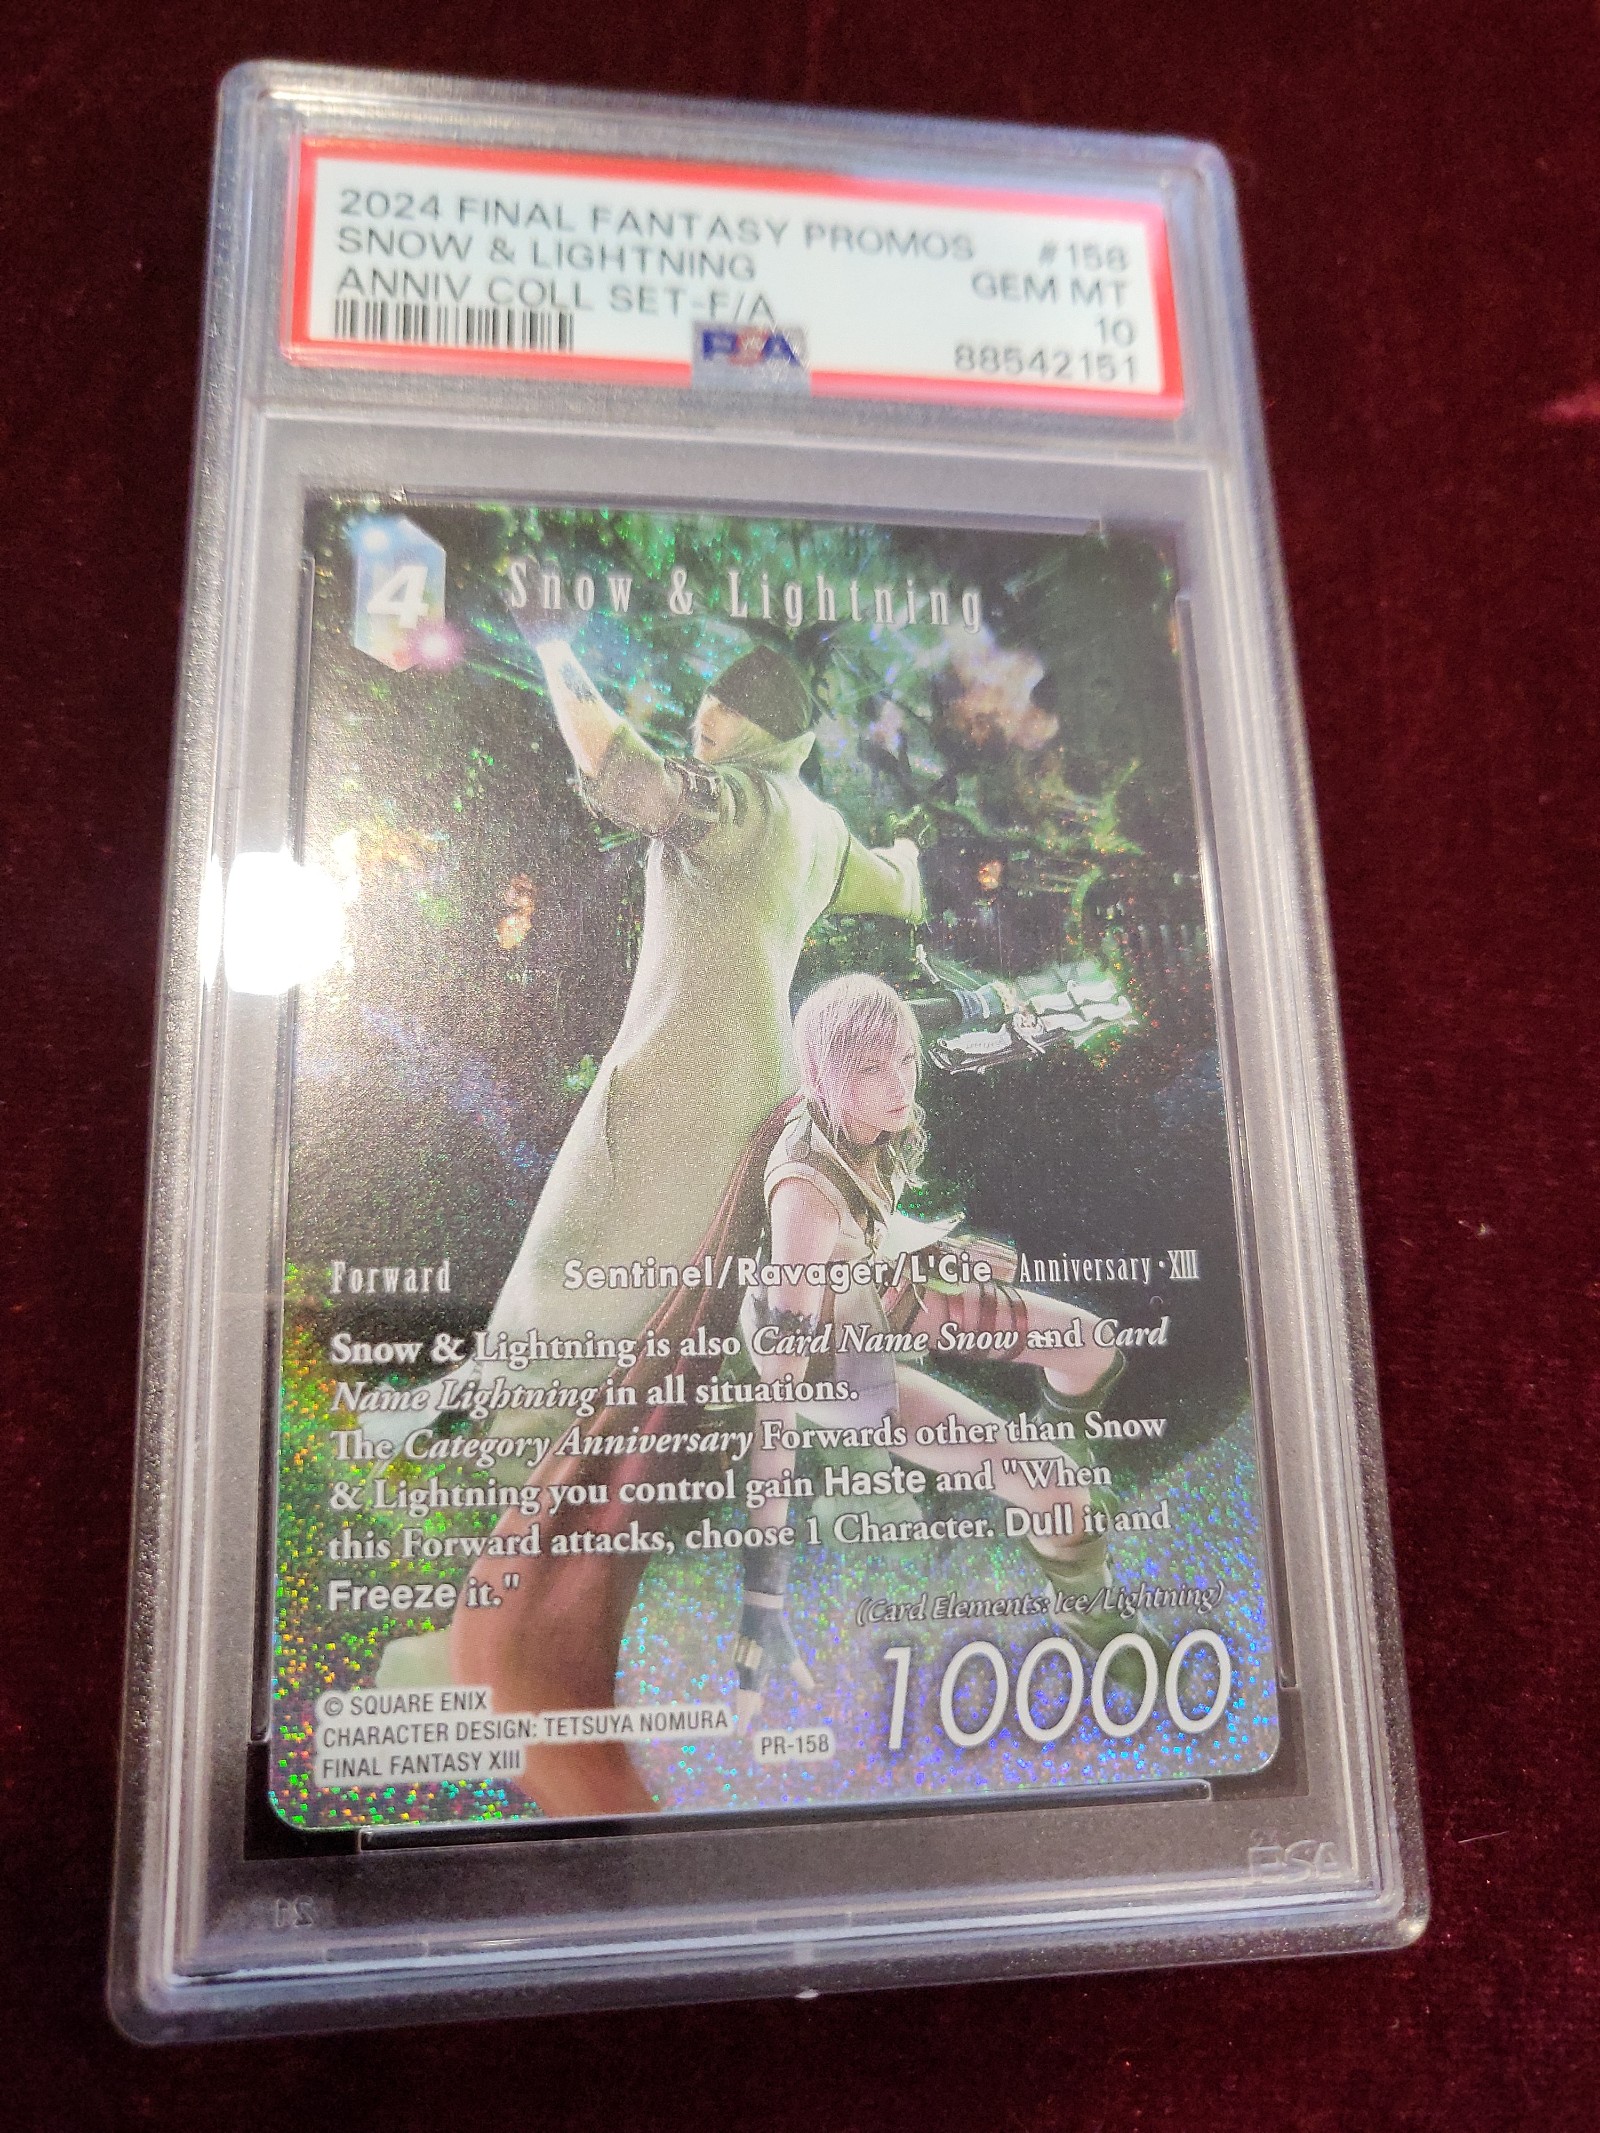 2024 FINAL FANTASY PROMOS #158
SNOW & LIGHTNING GEM MT
ANNIV COLL SET-F/A 10
PSA 88542151
4 Snow & Lightning
Forward Sentinel/Ravager/L'Cie Anniversary・XIII
Snow & Lightning is also Card Name Snow and Card
Name Lightning in all situations.
The Category Anniversary Forwards other than Snow
& Lightning you control gain Haste and "When
this Forward attacks, choose 1 Character. Dull it and
Freeze it."
(Card Elements: Ice/Lightning)
10000
© SQUARE ENIX
CHARACTER DESIGN: TETSUYA NOMURA
FINAL FANTASY XIII
PR-158